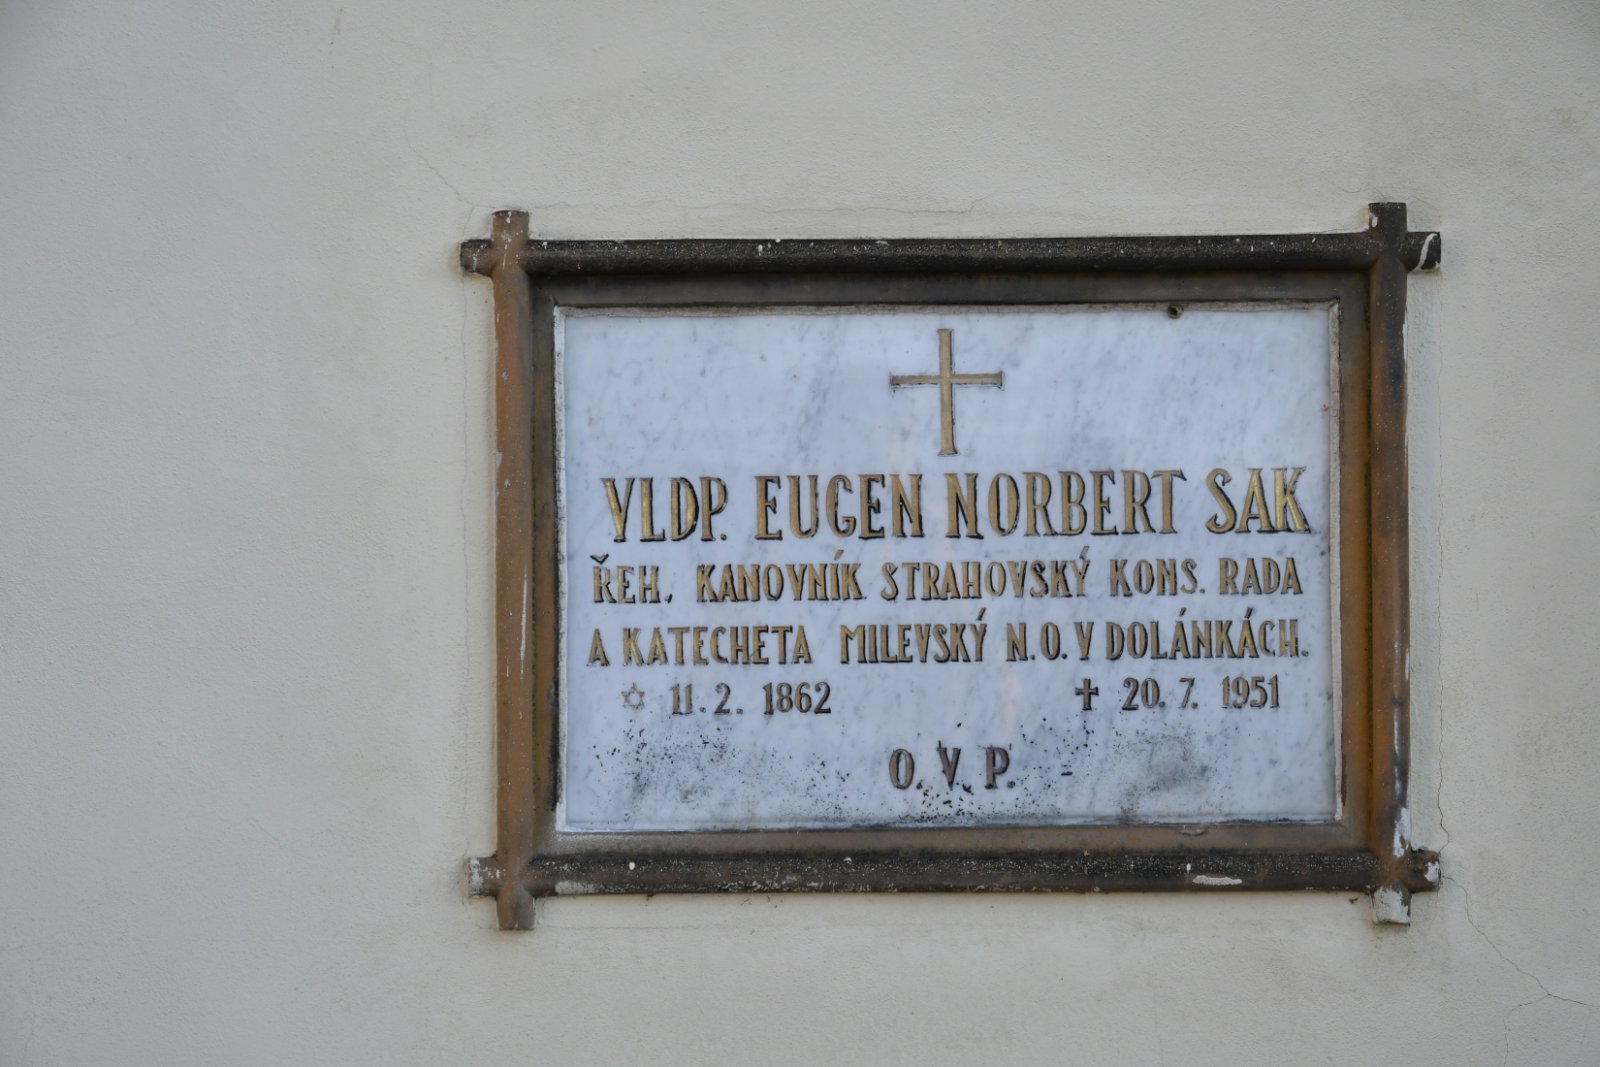 VLDP. EUGEN NORBERT SAK
ŘEH. KANOVNÍK STRAHOVSKÝ KONS. RADA
A KATECHETA MILEVSKÝ N.O.V DOLÁNKÁCH.
✡ 11.2. 1862 ✝ 20.7. 1951
O.V.P.